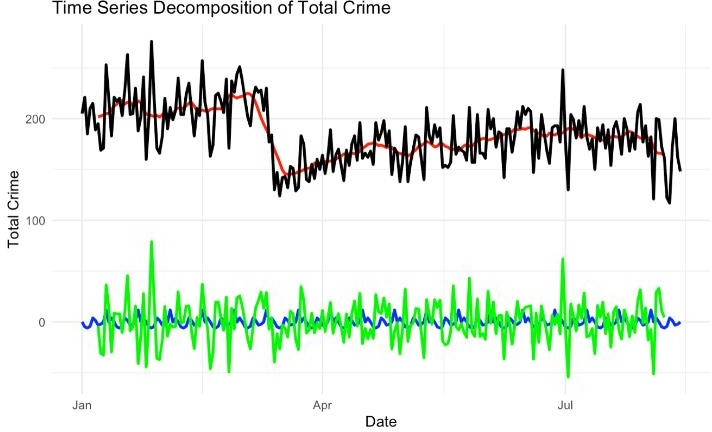 Time Series Decomposition of Total Crime
Total Crime
200
100
0
Jan
Apr
Jul
Date